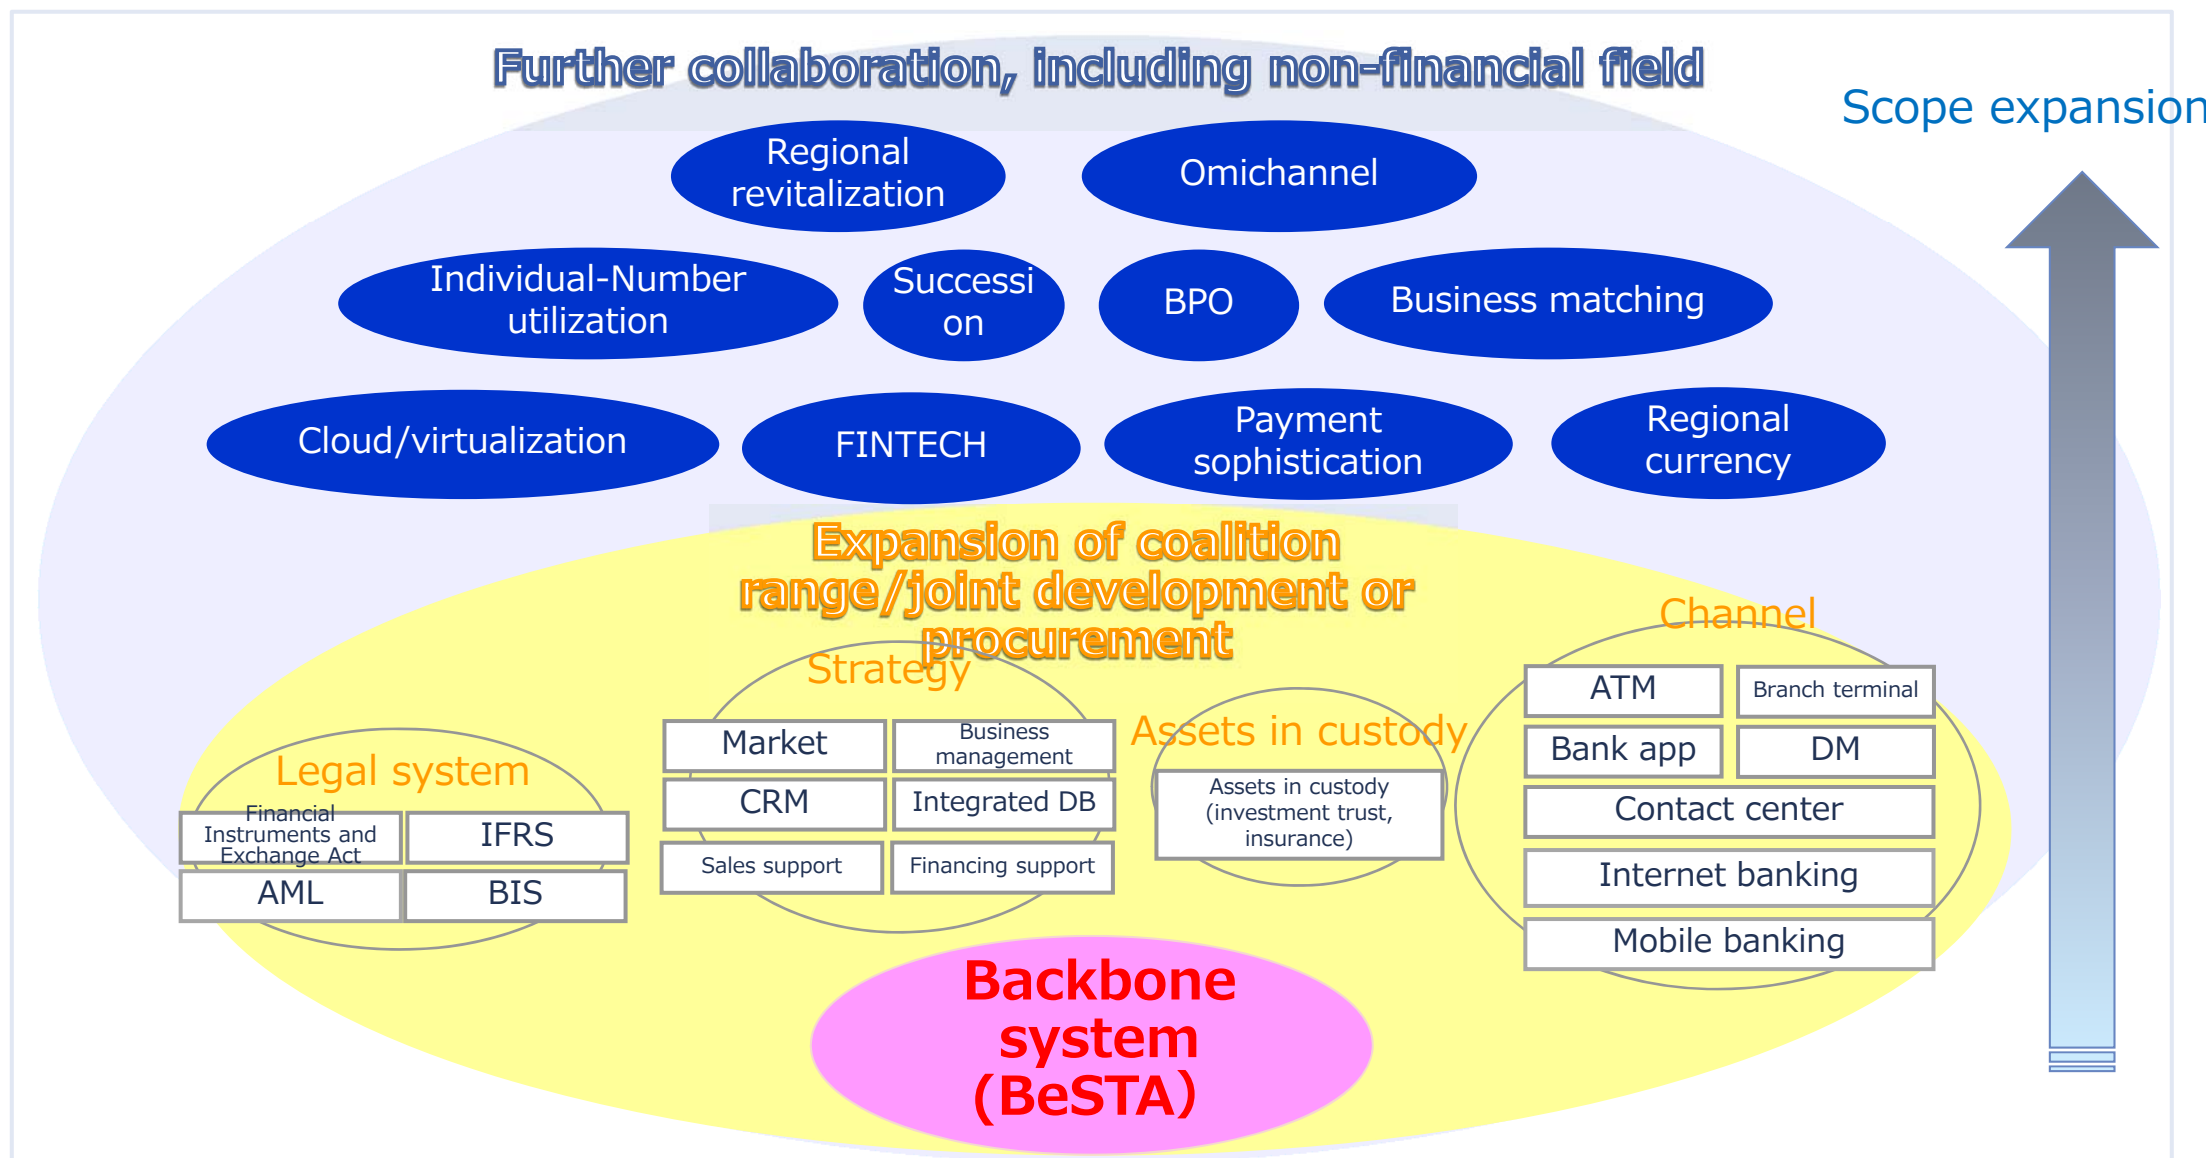 Further collaboration, including non-financial field
Scope expansion
Regional
revitalization
Omichannel
Individual-Number
utilization
Successi
on
BPO
Business matching
Cloud/virtualization
FINTECH
Payment
sophistication
Regional
currency
Expansion of coalition
range/joint development or
procurement
Legal system
Financial
Instruments and
Exchange Act
IFRS
AML
BIS
Strategy
Market
Business
management
CRM
Integrated DB
Sales support
Financing support
Assets in custody
Assets in custody
(investment trust,
insurance)
Channel
ATM
Branch terminal
Bank app
DM
Contact center
Internet banking
Mobile banking
Backbone
system
(BeSTA)